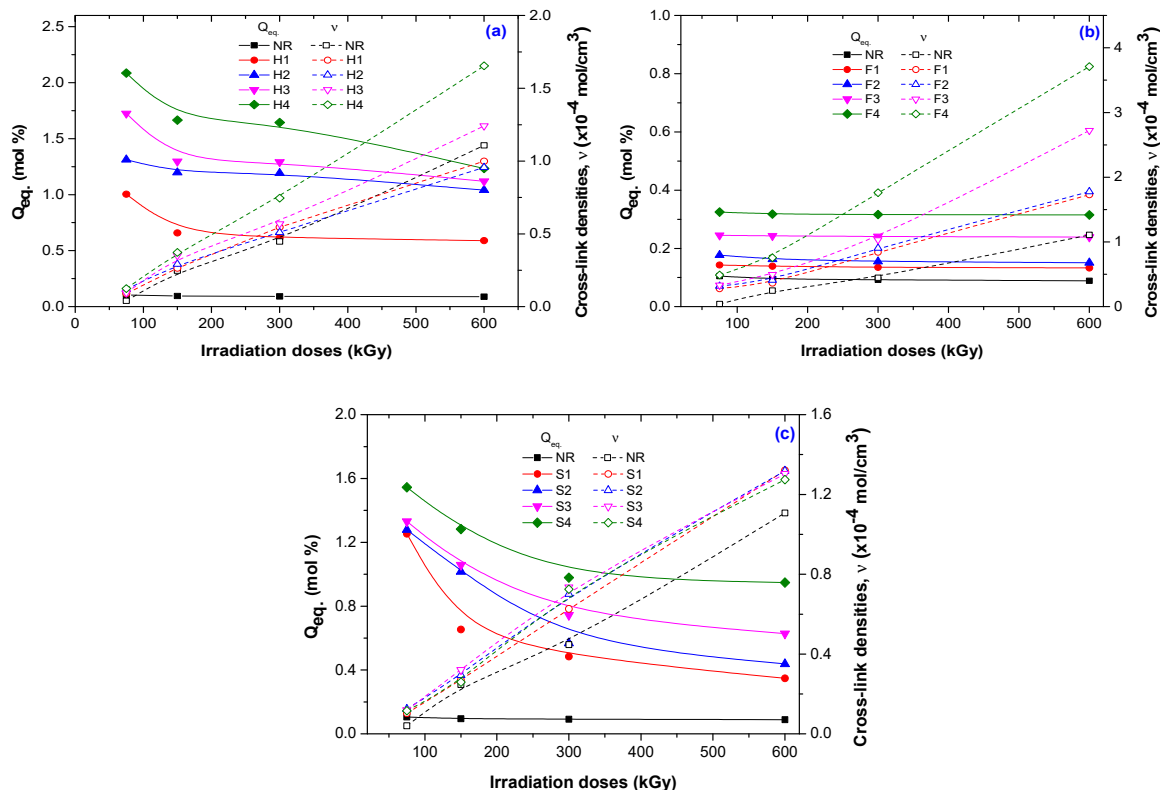 (a)
Q_eq. ν
NR NR
H1 H1
H2 H2
H3 H3
H4 H4
2.5
2.0
1.5
1.0
0.5
0.0
Q_eq. (mol %)
2.0
1.5
1.0
0.5
0.0
Cross-link densities, ν (x10⁻⁴ mol/cm³)
0 100 200 300 400 500 600
Irradiation doses (kGy)
(b)
Q_eq. ν
NR NR
F1 F1
F2 F2
F3 F3
F4 F4
1.0
0.8
0.6
0.4
0.2
0.0
Q_eq. (mol %)
4
3
2
1
0
Cross-link densities, ν (x10⁻⁴ mol/cm³)
100 200 300 400 500 600
Irradiation doses (kGy)
(c)
Q_eq. ν
NR NR
S1 S1
S2 S2
S3 S3
S4 S4
2.0
1.6
1.2
0.8
0.4
0.0
Q_eq. (mol %)
1.6
1.2
0.8
0.4
0.0
Cross-link densities, ν (x10⁻⁴ mol/cm³)
100 200 300 400 500 600
Irradiation doses (kGy)